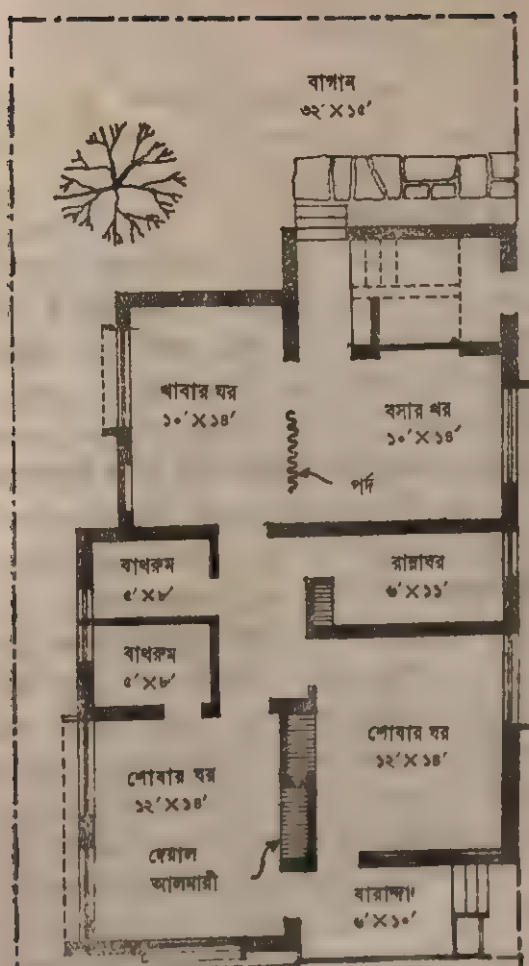 বাগান
৩২´×১৫´
খাবার ঘর
১০´×১৪´
বসার ঘর
১০´×১৪´
পর্দ
বাথরুম
৫´×৮´
রান্নাঘর
৬´×১১´
বাথরুম
৫´×৮´
শোবার ঘর
১২´×১৪´
শোবার ঘর
১২´×১৪´
দেয়াল
আলমারী
বারান্দা
৬´×১০´